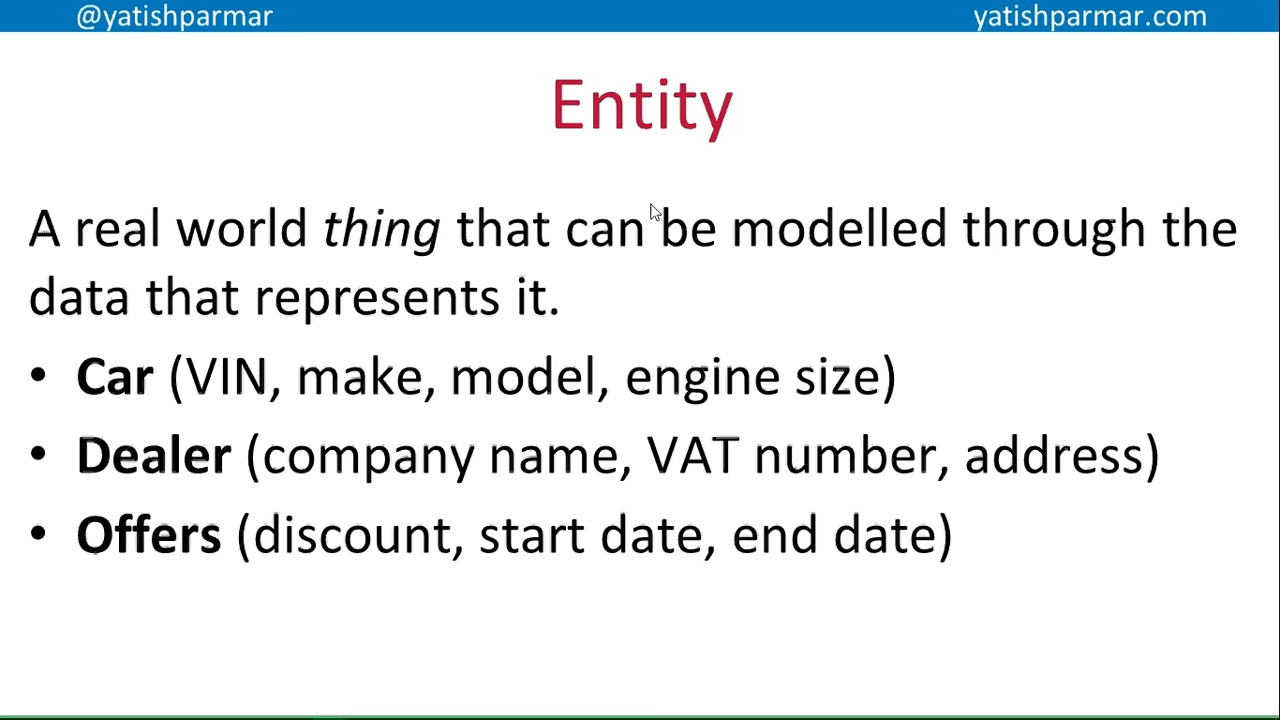 @yatishparmar
yatishparmar.com
Entity
A real world thing that can be modelled through the
data that represents it.
• Car (VIN, make, model, engine size)
• Dealer (company name, VAT number, address)
• Offers (discount, start date, end date)